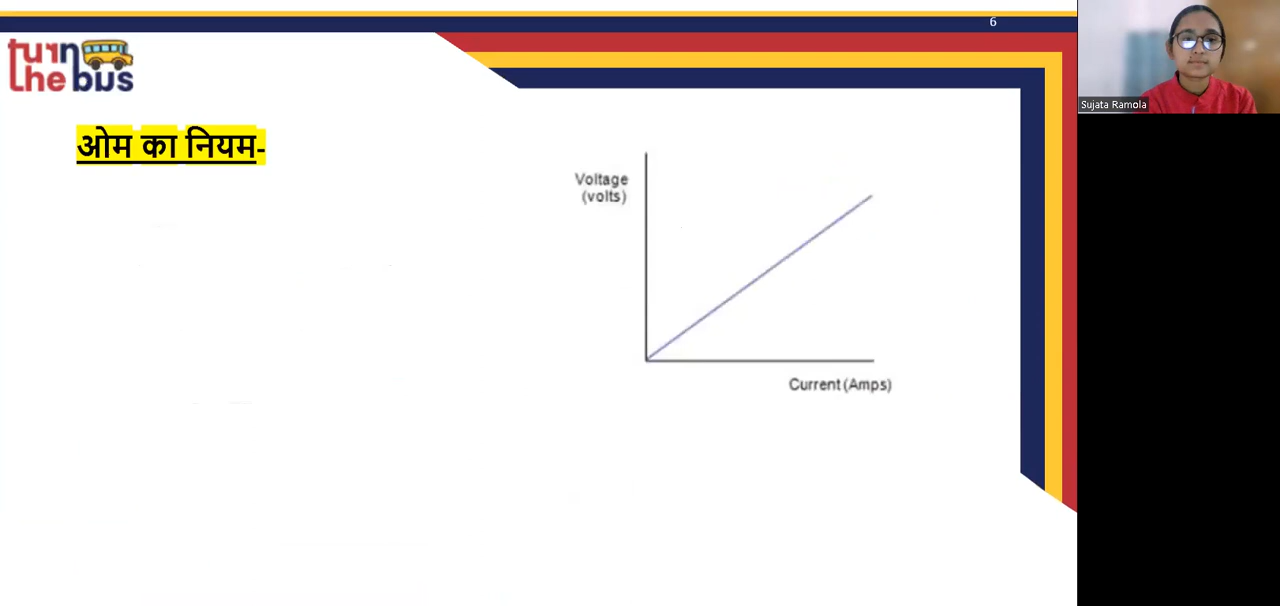 6
turn
the bus
Sujata Ramola
ओम का नियम-
Voltage
(volts)
Current (Amps)